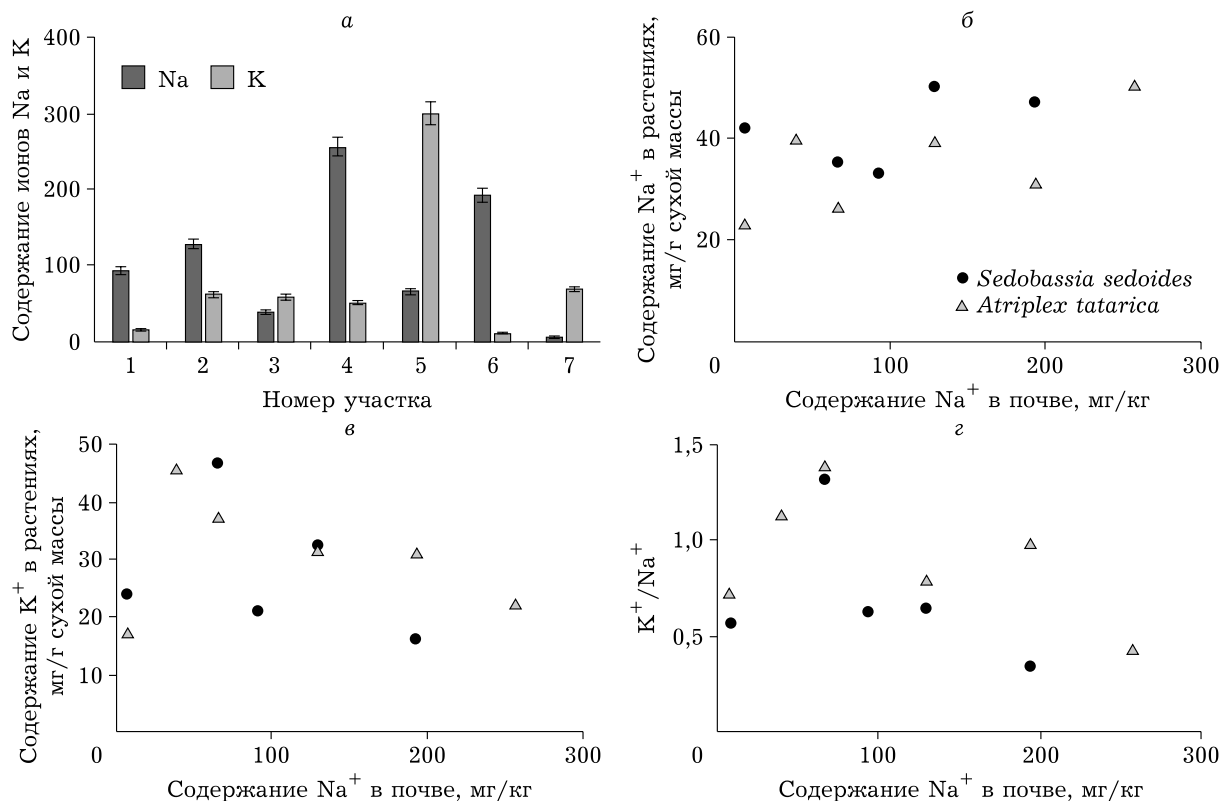 а
Содержание ионов Na и K
400
300
200
100
0
Na K
1 2 3 4 5 6 7
Номер участка
б
Содержание Na⁺ в растениях,
мг/г сухой массы
60
40
20
0 100 200 300
Sedobassia sedoides
Atriplex tatarica
Содержание Na⁺ в почве, мг/кг
в
Содержание K⁺ в растениях,
мг/г сухой массы
50
40
30
20
10
0 100 200 300
Содержание Na⁺ в почве, мг/кг
г
K⁺/Na⁺
1,5
1,0
0,5
0 100 200 300
Содержание Na⁺ в почве, мг/кг